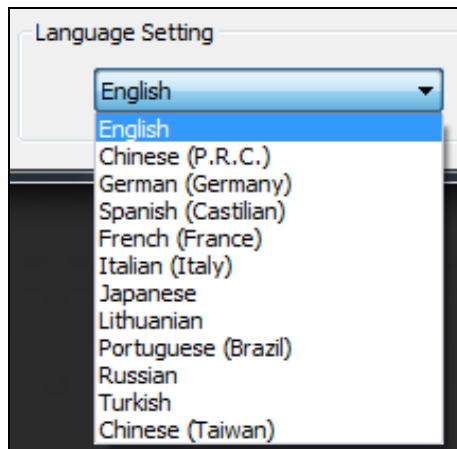 Language Setting
English
English
Chinese (P.R.C.)
German (Germany)
Spanish (Castilian)
French (France)
Italian (Italy)
Japanese
Lithuanian
Portuguese (Brazil)
Russian
Turkish
Chinese (Taiwan)